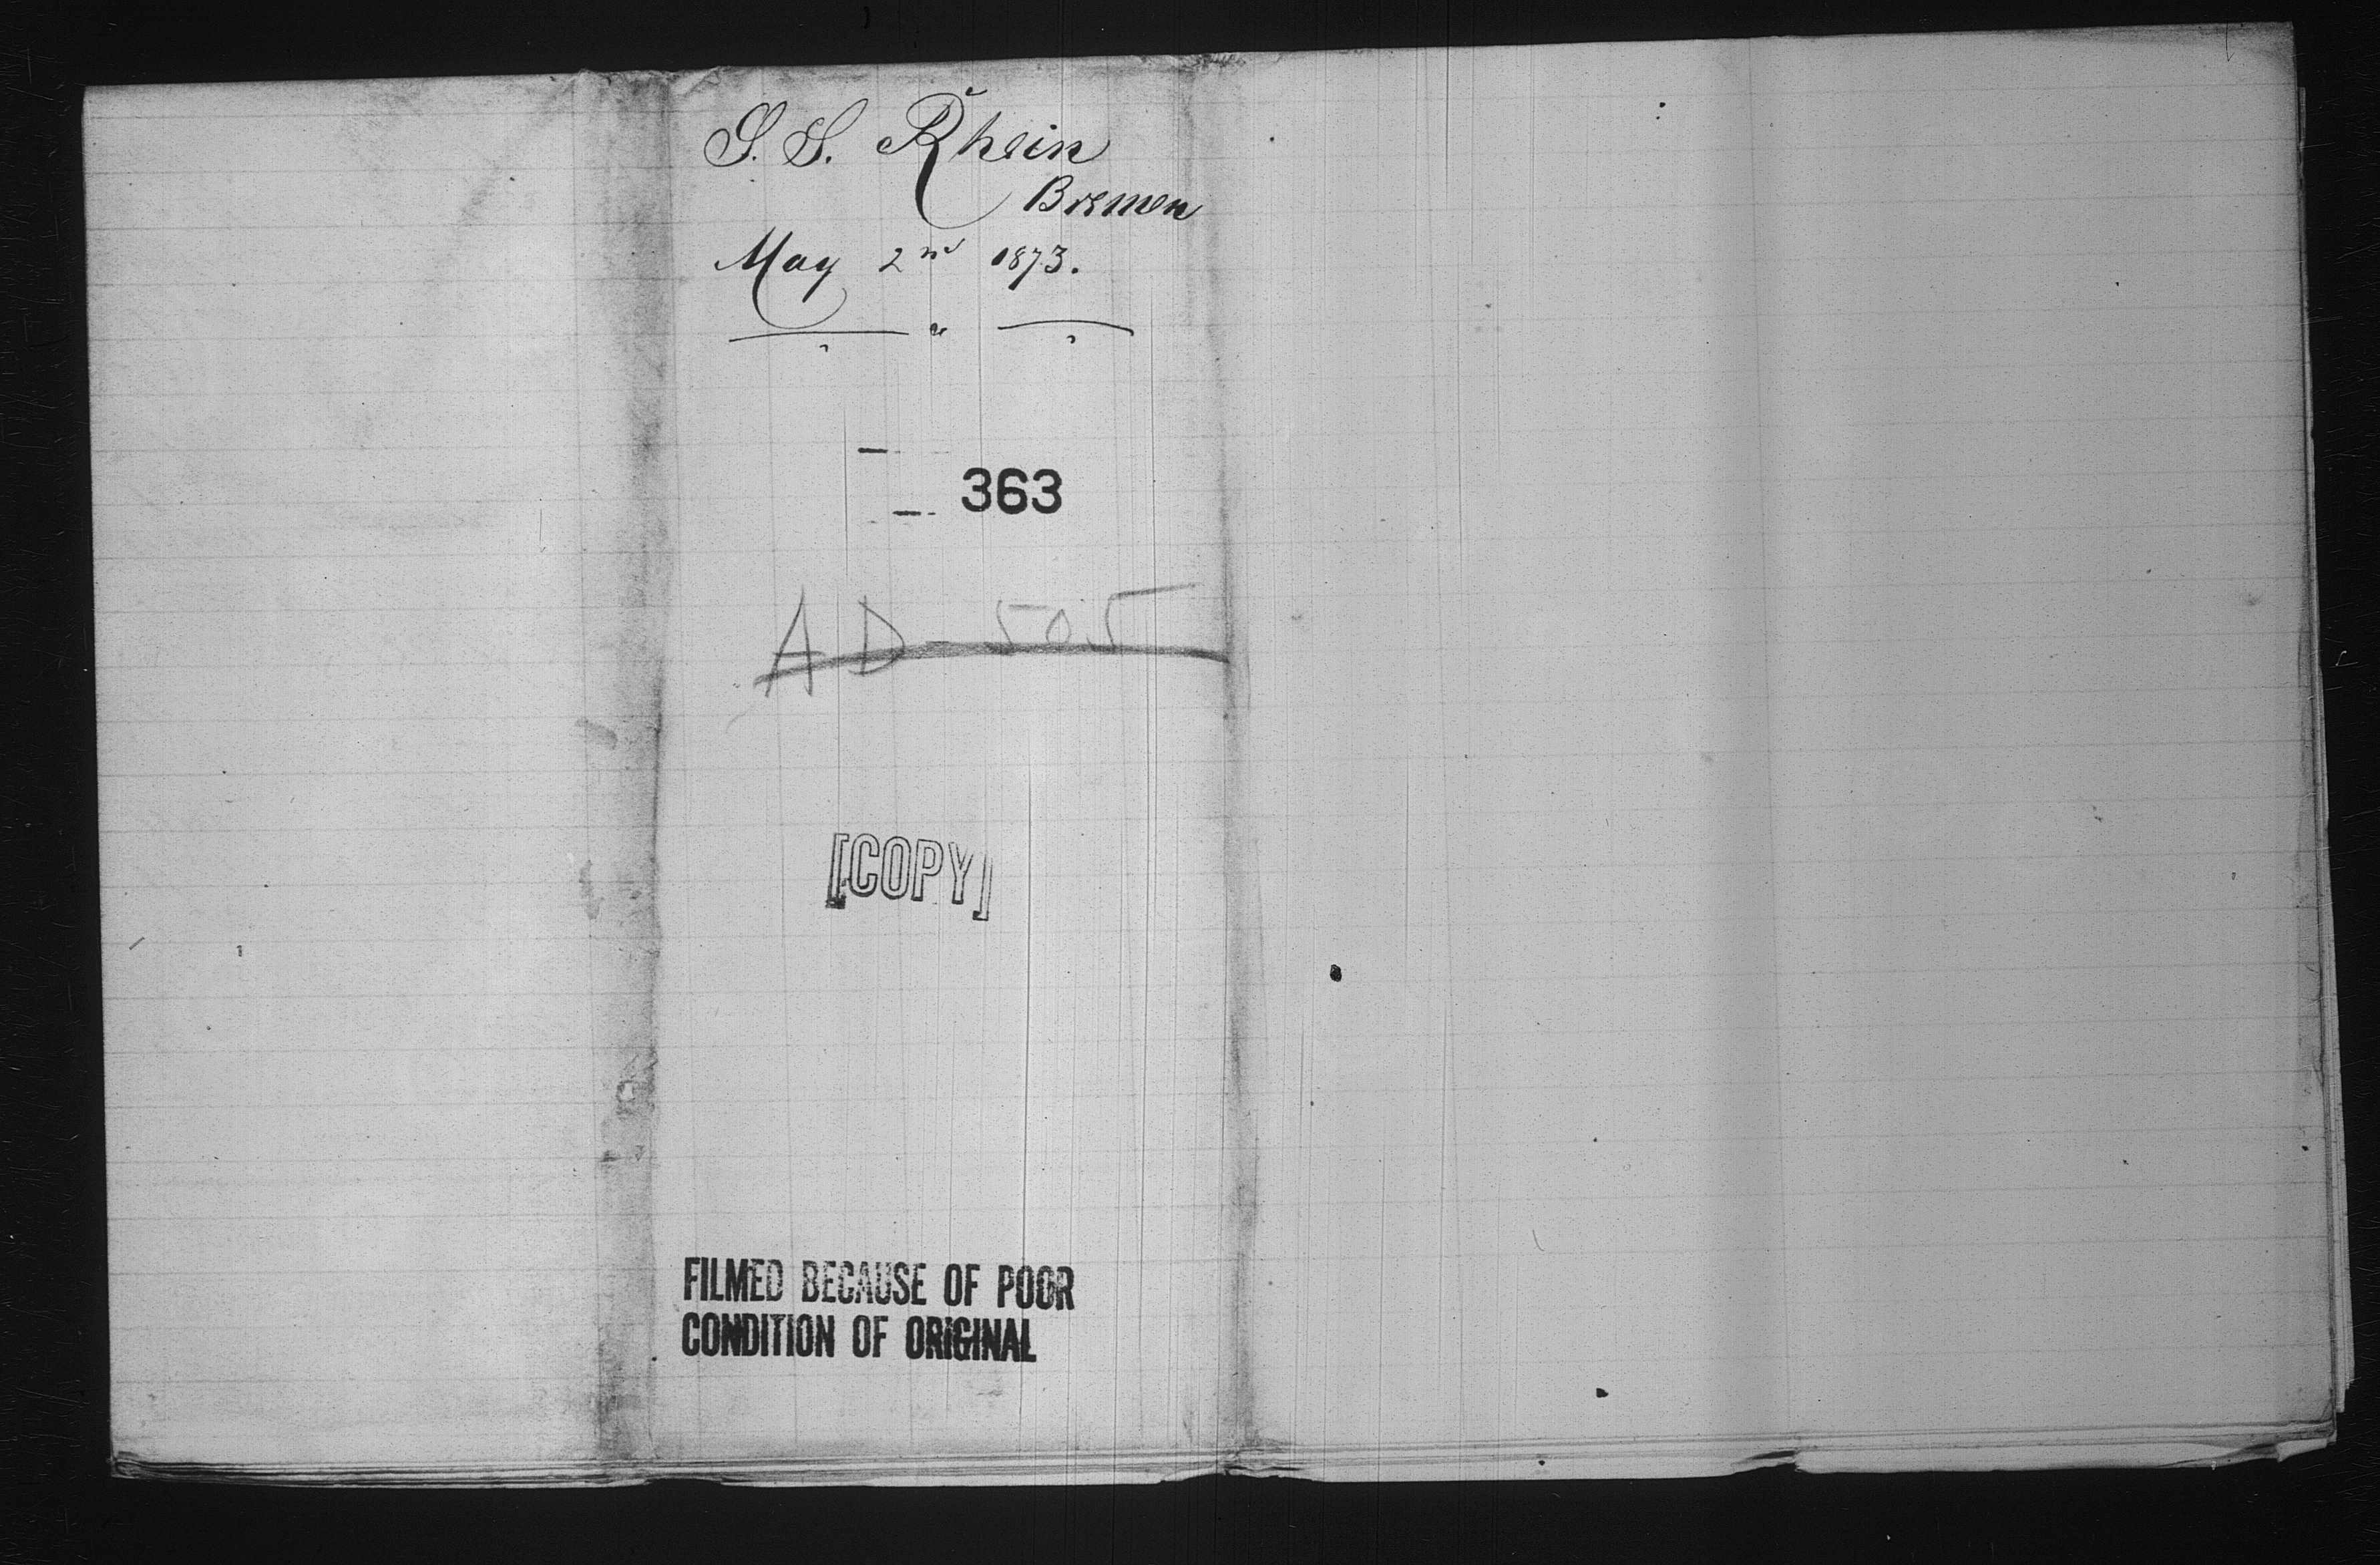 S. S. Rhein
Bremen
May 2nd 1873.
363
AD 505
[COPY]
FILMED BECAUSE OF POOR
CONDITION OF ORIGINAL